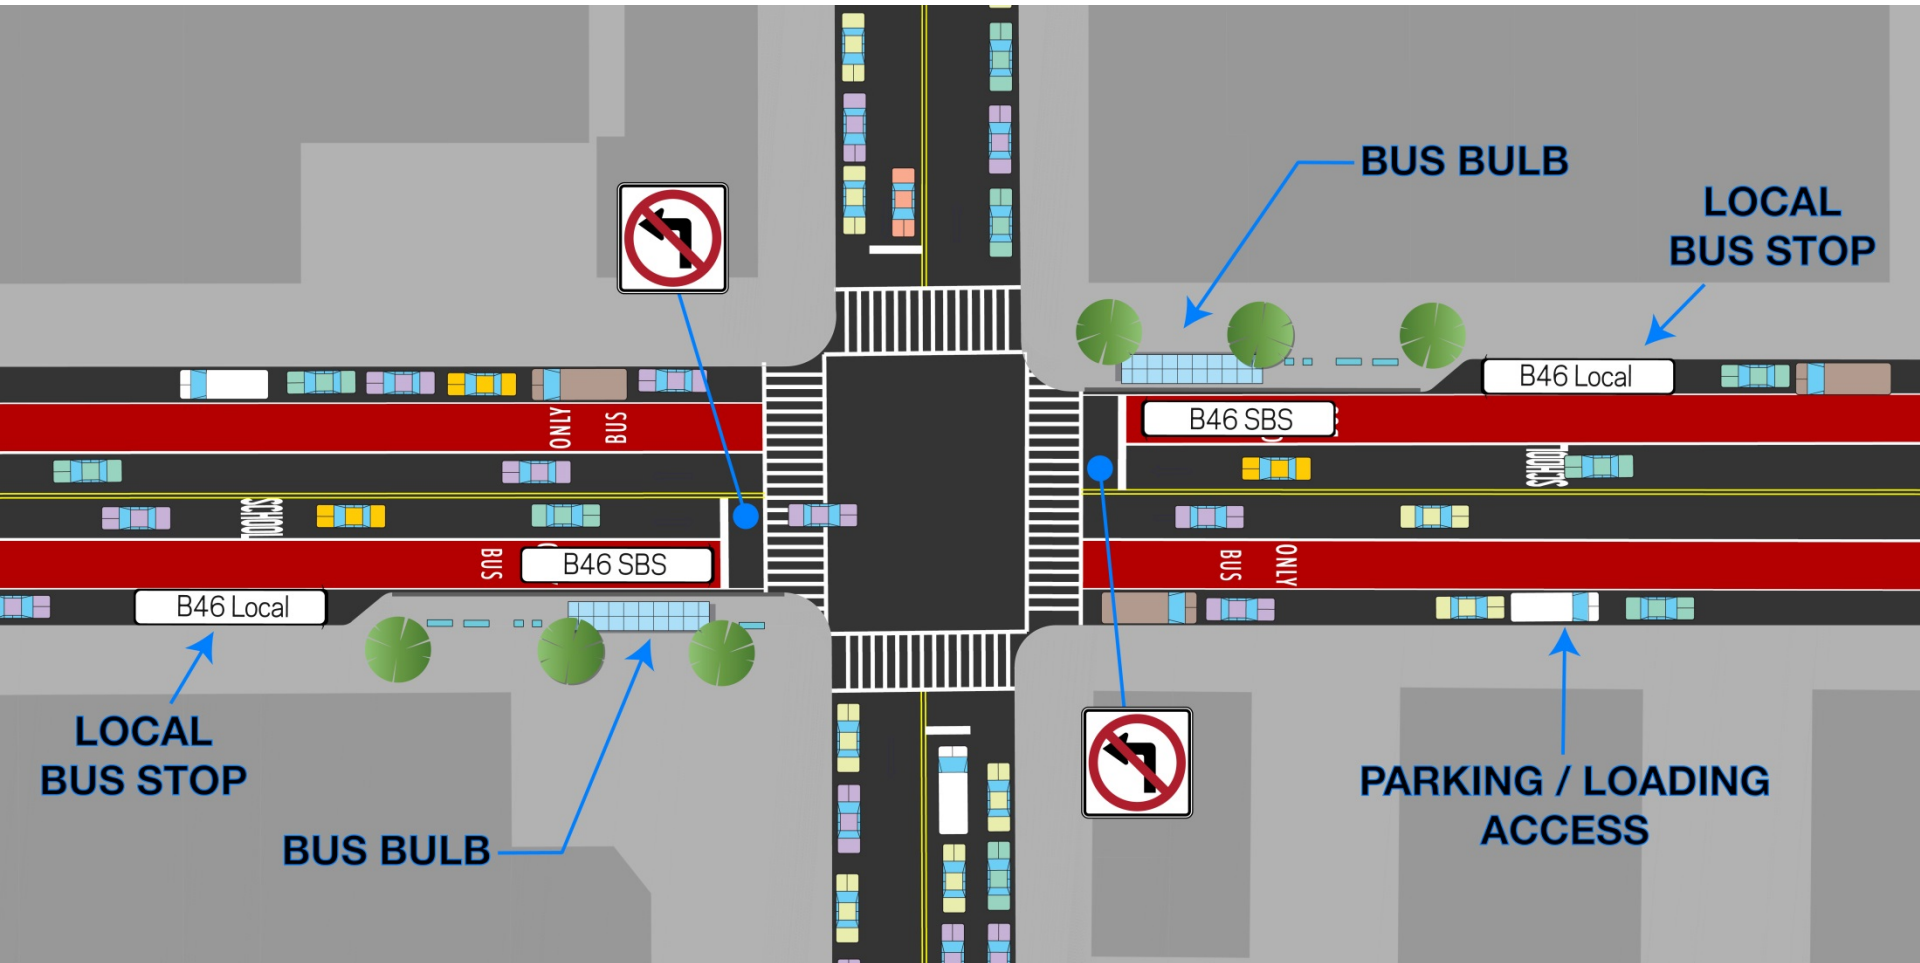 BUS BULB
LOCAL
BUS STOP
B46 Local
B46 SBS
ONLY
BUS
SCHOOL
SCHOOL
BUS
B46 SBS
BUS
ONLY
B46 Local
LOCAL
BUS STOP
BUS BULB
PARKING / LOADING
ACCESS